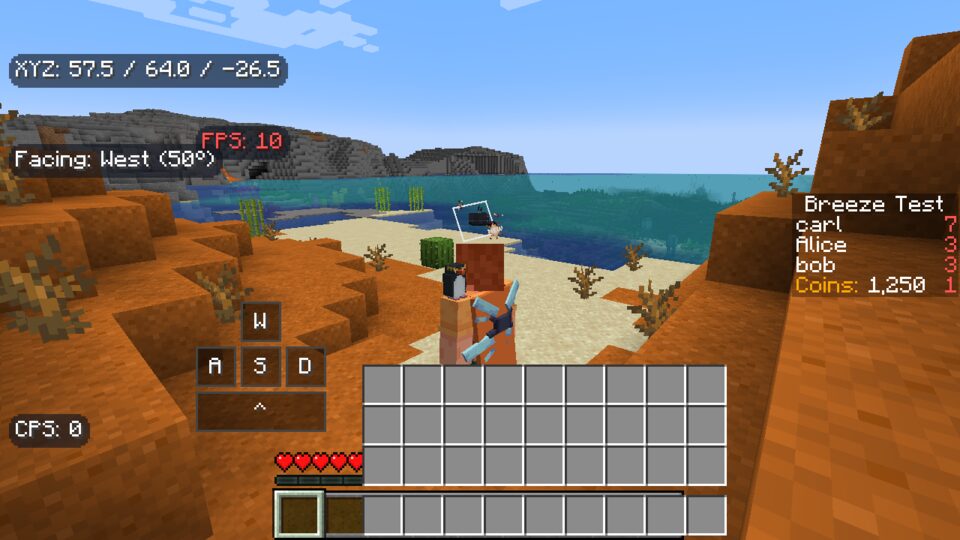 XYZ: 57.5 / 64.0 / -26.5
FPS: 10
Facing: West (50°)
Breeze Test
carl 7
Alice 3
bob 3
Coins: 1,250 1
W
A S D
^
CPS: 0